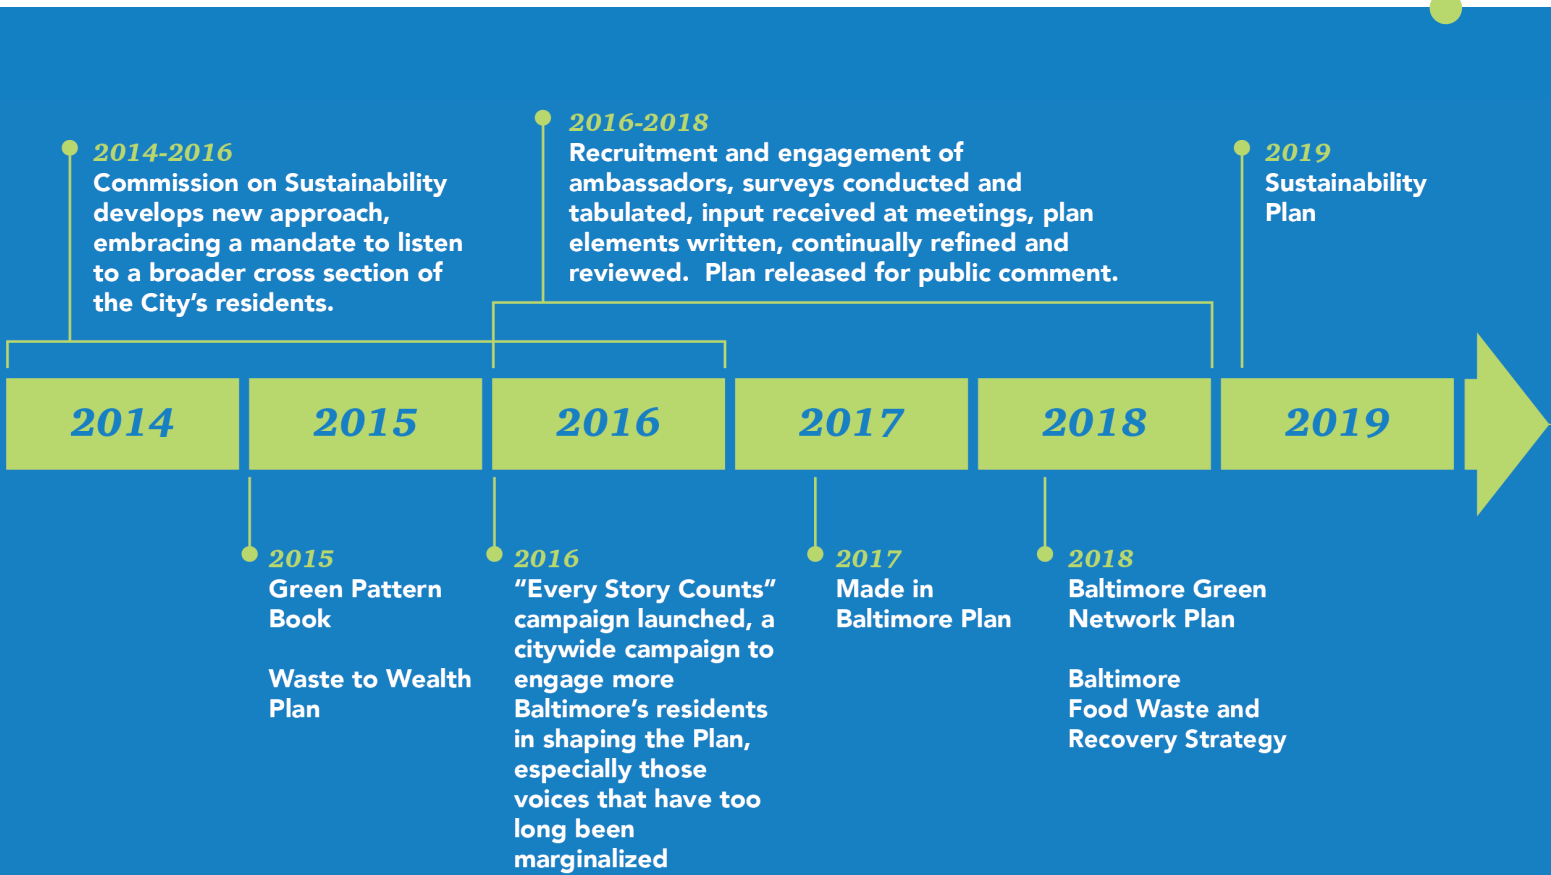 2014-2016
Commission on Sustainability
develops new approach,
embracing a mandate to listen
to a broader cross section of
the City’s residents.
2016-2018
Recruitment and engagement of
ambassadors, surveys conducted and
tabulated, input received at meetings, plan
elements written, continually refined and
reviewed.  Plan released for public comment.
2019
Sustainability
Plan
2014
2015
2016
2017
2018
2019
2015
Green Pattern
Book
Waste to Wealth
Plan
2016
“Every Story Counts”
campaign launched, a
citywide campaign to
engage more
Baltimore’s residents
in shaping the Plan,
especially those
voices that have too
long been
marginalized
2017
Made in
Baltimore Plan
2018
Baltimore Green
Network Plan
Baltimore
Food Waste and
Recovery Strategy